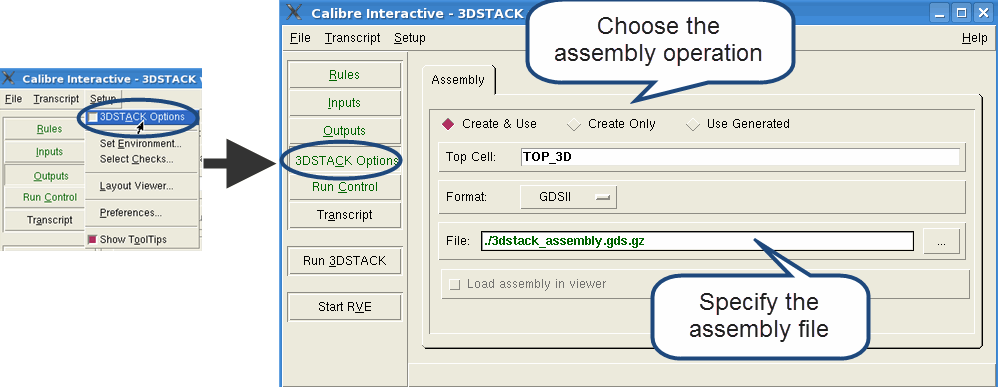 Calibre Interactive - 3DSTACK v
File Transcript Setup
3DSTACK Options
Rules
Set Environment...
Inputs
Select Checks...
Outputs
Layout Viewer...
Run Control
Preferences...
Transcript
Show ToolTips
Calibre Interactive - 3DSTACK
File Transcript Setup
Help
Choose the
assembly operation
Rules
Inputs
Outputs
3DSTACK Options
Run Control
Transcript
Run 3DSTACK
Start RVE
Assembly
Create & Use Create Only Use Generated
Top Cell: TOP_3D
Format: GDSII
File: ./3dstack_assembly.gds.gz ...
Load assembly in viewer
Specify the
assembly file